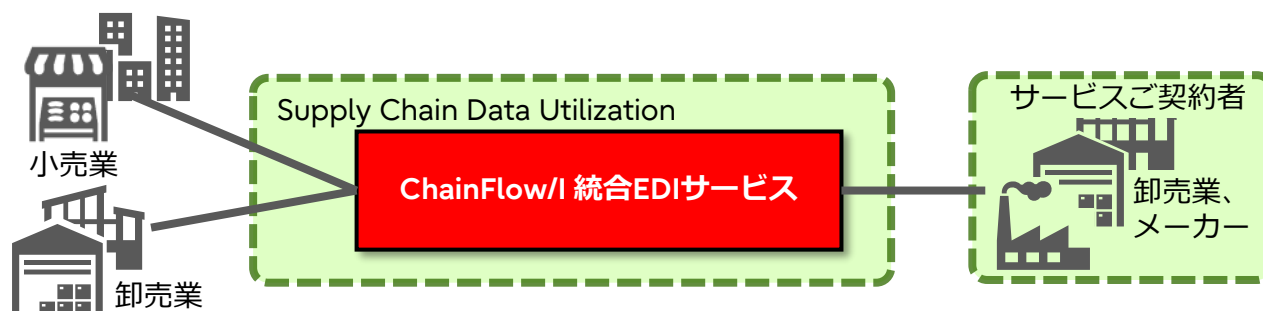 小売業
卸売業
Supply Chain Data Utilization
ChainFlow/I 統合EDIサービス
サービスご契約者
卸売業、
メーカー